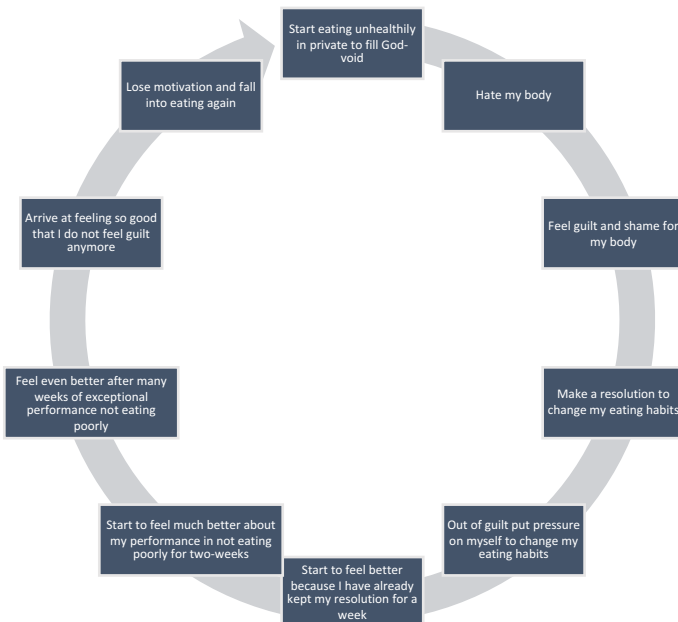 Start eating unhealthily
in private to fill God-
void
Hate my body
Feel guilt and shame for
my body
Make a resolution to
change my eating habits
Out of guilt put pressure
on myself to change my
eating habits
Start to feel better
because I have already
kept my resolution for a
week
Start to feel much better about
my performance in not eating
poorly for two-weeks
Feel even better after many
weeks of exceptional
performance not eating
poorly
Arrive at feeling so good
that I do not feel guilt
anymore
Lose motivation and fall
into eating again